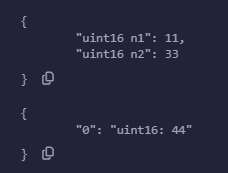 {
"uint16 n1": 11,
"uint16 n2": 33
}
{
"0": "uint16: 44"
}